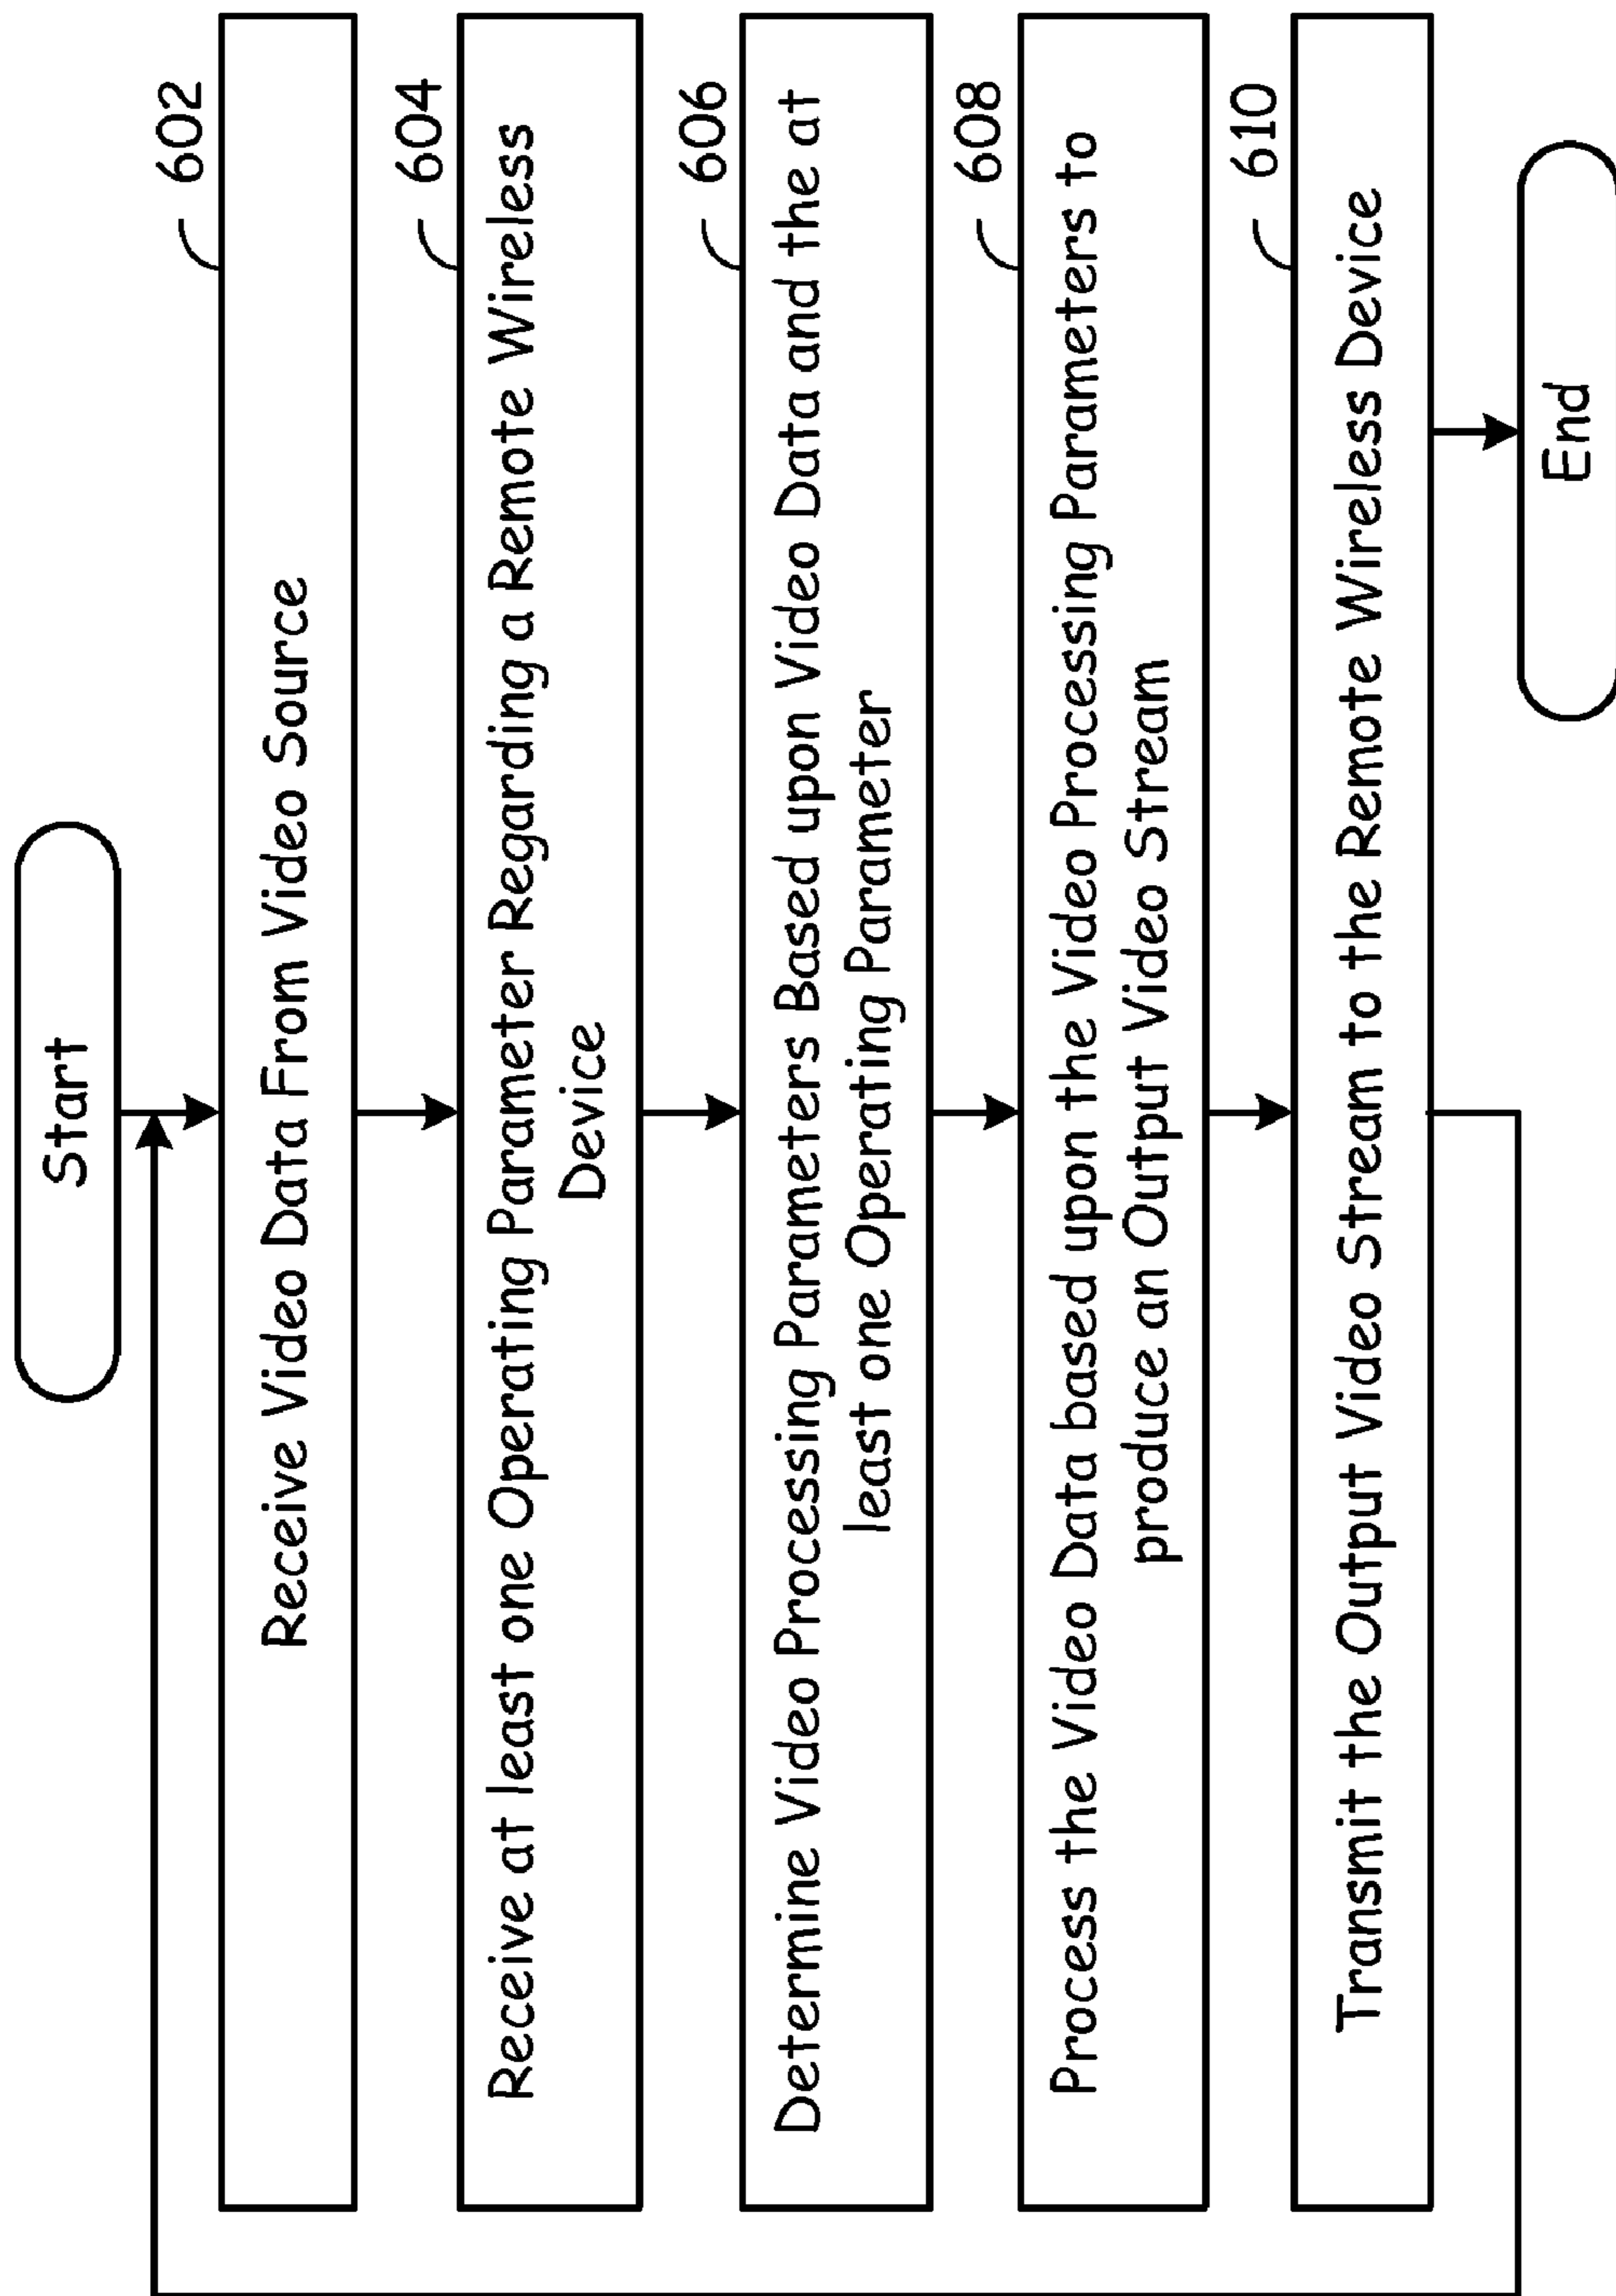 Start
602
Receive Video Data From Video Source
604
Receive at least one Operating Parameter Regarding a Remote Wireless
Device
606
Determine Video Processing Parameters Based upon Video Data and the at
least one Operating Parameter
608
Process the Video Data based upon the Video Processing Parameters to
produce an Output Video Stream
610
Transmit the Output Video Stream to the Remote Wireless Device
End